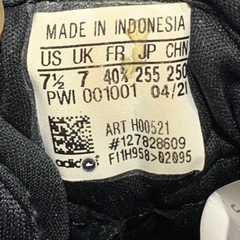 MADE IN INDONESIA
US UK FR JP CHN
7½ 7 40⅔ 255 250
PWI 001001 04/21
ART H00521
#127828609
F11H958>02095